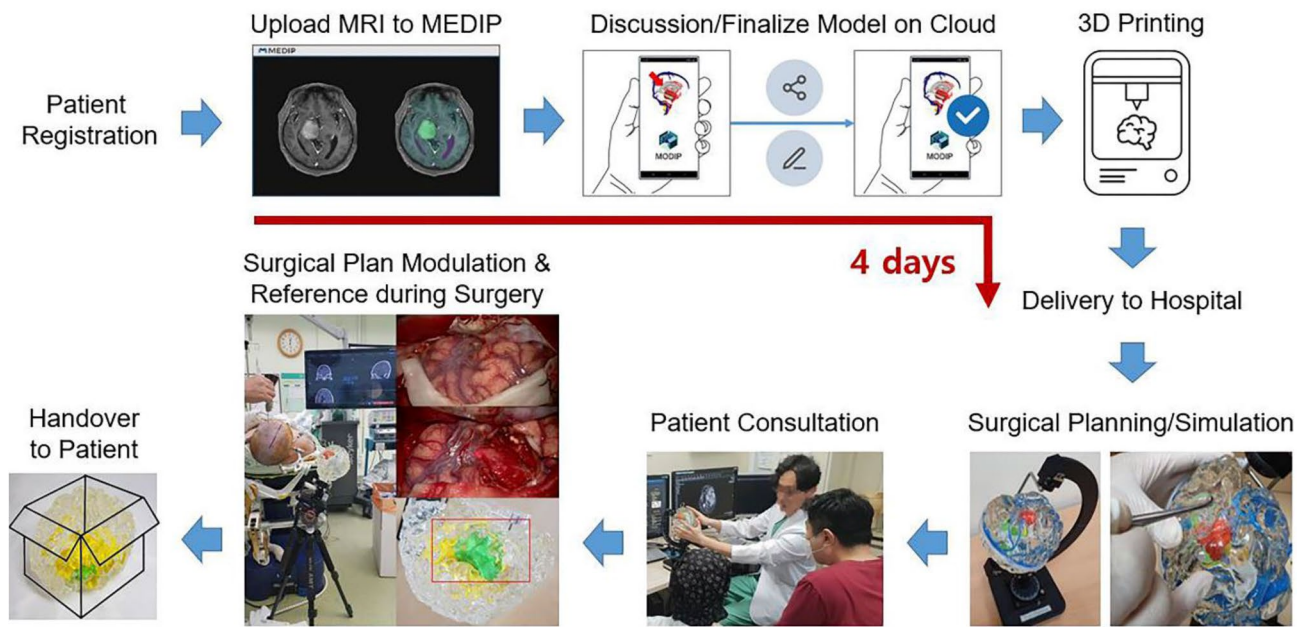 Upload MRI to MEDIP
Discussion/Finalize Model on Cloud
3D Printing
MEDIP
Patient
Registration
MODIP
MODIP
4 days
Surgical Plan Modulation &
Reference during Surgery
Delivery to Hospital
Handover
to Patient
Patient Consultation
Surgical Planning/Simulation